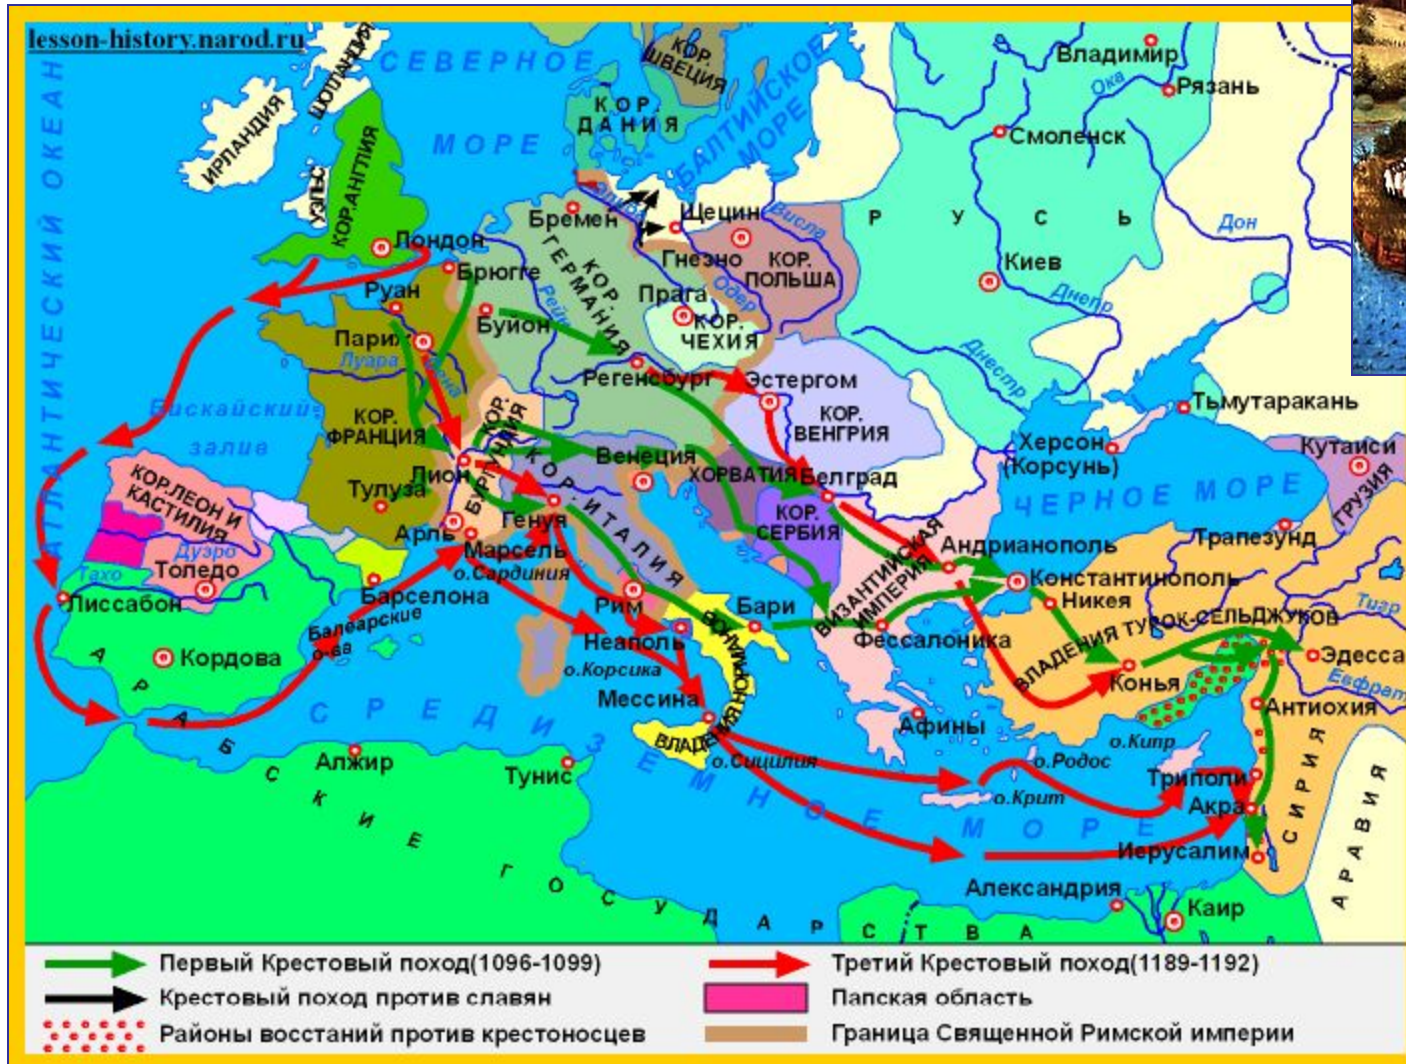 lesson-history.narod.ru
АТЛАНТИЧЕСКИЙ ОКЕАН
СЕВЕРНОЕ
МОРЕ
БАЛТИЙСКОЕ
МОРЕ
ИРЛАНДИЯ
ШОТЛАНДИЯ
УЭЛЬС
КОР.АНГЛИЯ
Лондон
КОР.
ШВЕЦИЯ
КОР.
ДАНИЯ
Владимир
Ока
Рязань
Смоленск
РУСЬ
Дон
Киев
Днепр
Днестр
Бремен
Щецин
Висла
Гнезно
КОР.
ПОЛЬША
Одер
Прага
КОР.
ЧЕХИЯ
КОР.
ГЕРМАНИЯ
Рейн
Брюгге
Руан
Буйон
Париж
Луара
Сена
Регенсбург
Эстергом
КОР.
ВЕНГРИЯ
Бискайский
залив
КОР.
ФРАНЦИЯ
КОР.
БУРГУНДИЯ
Лион
Тулуза
Арль
Марсель
Генуя
Венеция
КОР.ИТАЛИЯ
ХОРВАТИЯ
Белград
КОР.
СЕРБИЯ
Тьмутаракань
Херсон
(Корсунь)
ЧЕРНОЕ МОРЕ
Кутаиси
ГРУЗИЯ
Трапезунд
КОР.ЛЕОН И
КАСТИЛИЯ
Дуэро
Тахо
Толедо
Лиссабон
Барселона
Балеарские
о-ва
Кордова
о.Сардиния
Рим
Неаполь
о.Корсика
Бари
Мессина
ВЛАДЕНИЯ НОРМАНОВ
о.Сицилия
ВИЗАНТИЙСКАЯ
ИМПЕРИЯ
Андрианополь
Константинополь
Никея
Фессалоника
Афины
ВЛАДЕНИЯ ТУРОК-СЕЛЬДЖУКОВ
Конья
Тигр
Эдесса
Евфрат
Антиохия
о.Кипр
о.Родос
о.Крит
Триполи
Акра
Иерусалим
СИРИЯ
АРАВИЯ
Александрия
Каир
Алжир
Тунис
СРЕДИЗЕМНОЕ МОРЕ
АРАБСКИЕ ГОСУДАРСТВА
Первый Крестовый поход(1096-1099)
Третий Крестовый поход(1189-1192)
Крестовый поход против славян
Папская область
Районы восстаний против крестоносцев
Граница Священной Римской империи